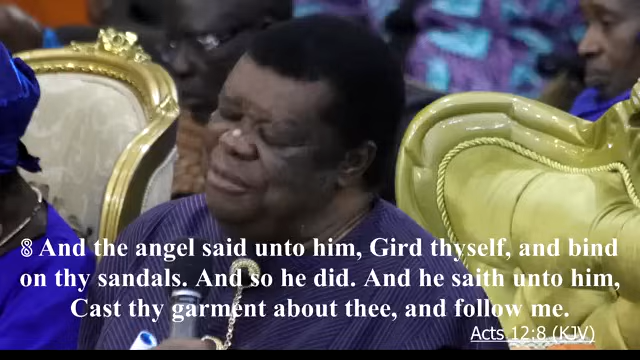 8 And the angel said unto him, Gird thyself, and bind
on thy sandals. And so he did. And he saith unto him,
Cast thy garment about thee, and follow me.
Acts 12:8 (KJV)